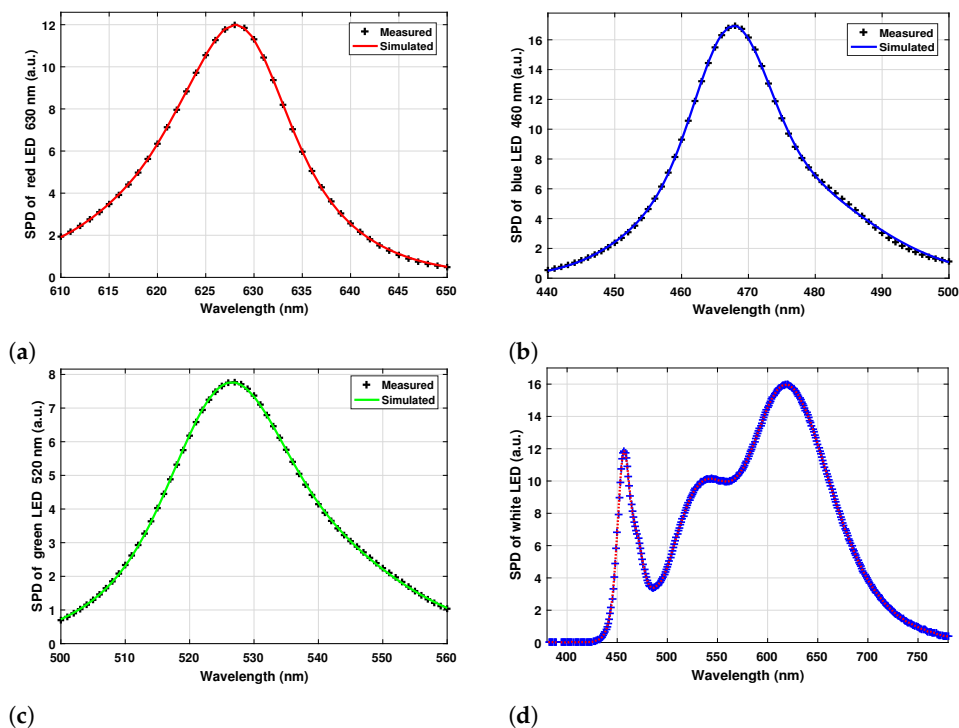 12
10
8
6
4
2
0
SPD of red LED 630 nm (a.u.)
Measured
Simulated
610 615 620 625 630 635 640 645 650
Wavelength (nm)
(a)
16
14
12
10
8
6
4
2
0
SPD of blue LED 460 nm (a.u.)
Measured
Simulated
440 450 460 470 480 490 500
Wavelength (nm)
(b)
8
7
6
5
4
3
2
1
0
SPD of green LED 520 nm (a.u.)
Measured
Simulated
500 510 520 530 540 550 560
Wavelength (nm)
(c)
16
14
12
10
8
6
4
2
0
SPD of white LED (a.u.)
400 450 500 550 600 650 700 750
Wavelength (nm)
(d)